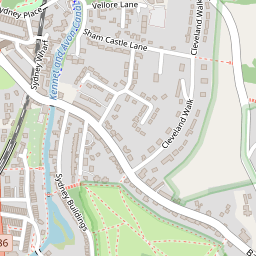 Vellore Lane
Sydney Place
Sham Castle Lane
Cleveland Walk
Sydney Wharf
Kennet and Avon Canal
Cleveland Walk
Sydney Buildings